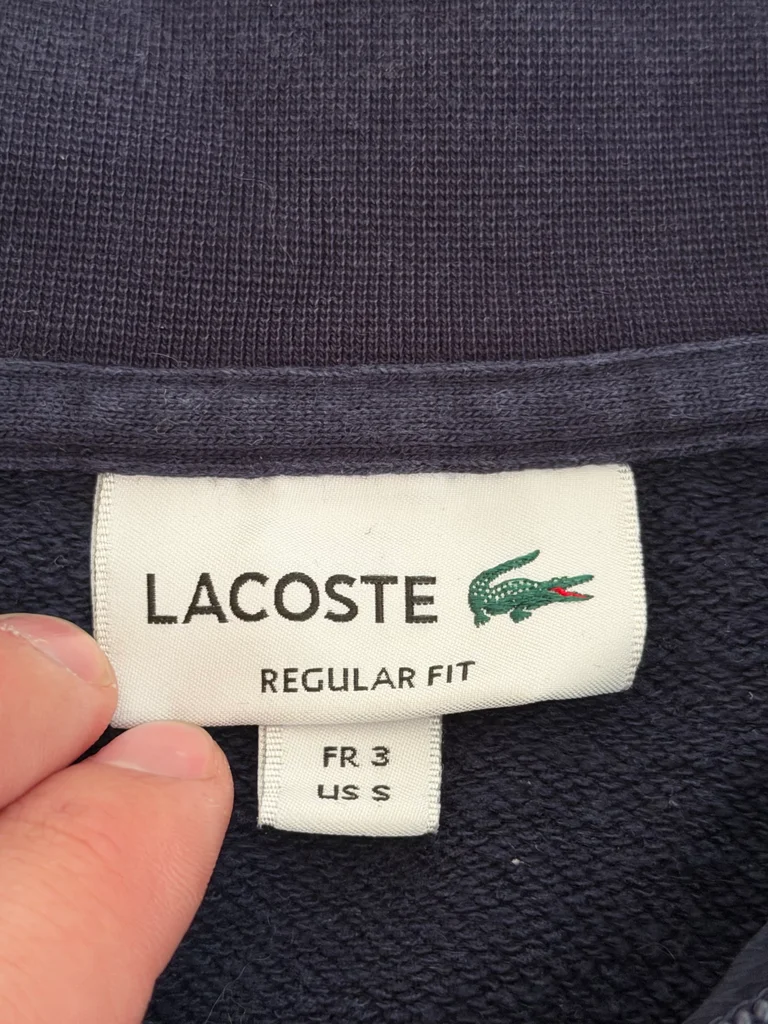 LACOSTE
REGULAR FIT
FR 3
US S